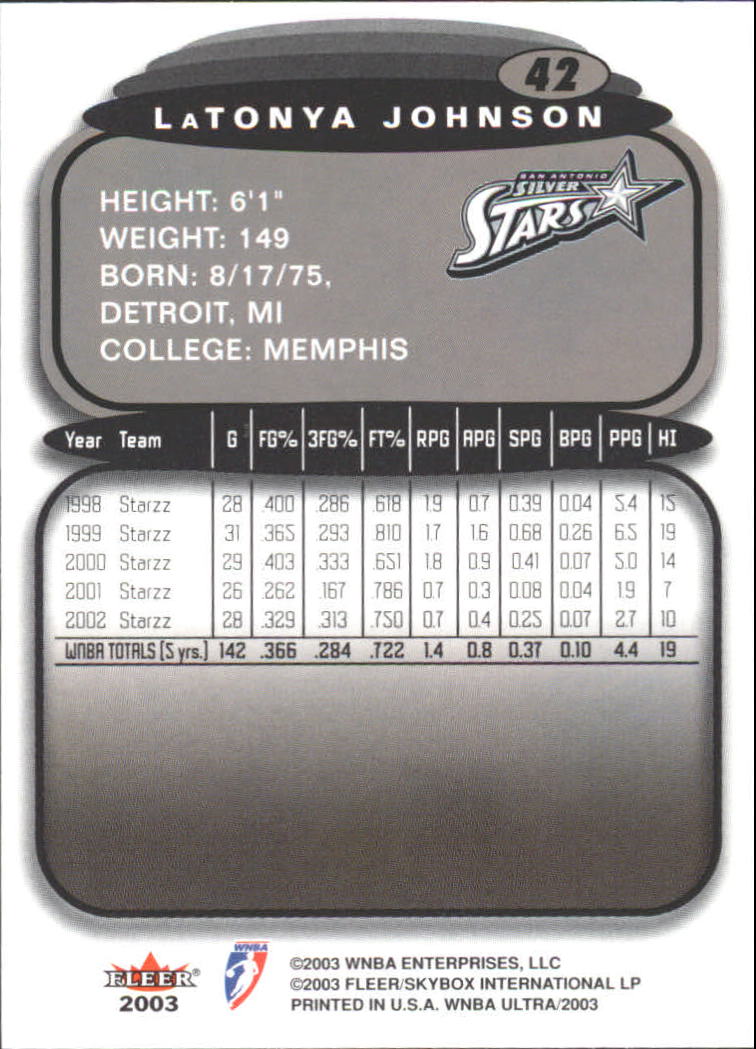 42
LATONYA JOHNSON
SAN ANTONIO
SILVER
STARS
HEIGHT: 6'1"
WEIGHT: 149
BORN: 8/17/75,
DETROIT, MI
COLLEGE: MEMPHIS
Year Team G FG% 3FG% FT% RPG APG SPG BPG PPG HI
1998 Starzz 28 .400 .286 .618 1.9 0.7 0.39 0.04 5.4 15
1999 Starzz 31 .365 .293 .810 1.7 1.6 0.68 0.26 6.5 19
2000 Starzz 29 .403 .333 .651 1.8 0.9 0.41 0.07 5.0 14
2001 Starzz 26 .262 .167 .786 0.7 0.3 0.08 0.04 1.9 7
2002 Starzz 28 .329 .313 .750 0.7 0.4 0.25 0.07 2.7 10
WNBA TOTALS (5 yrs.) 142 .366 .284 .722 1.4 0.8 0.37 0.10 4.4 19
FLEER®
2003
WNBA
©2003 WNBA ENTERPRISES, LLC
©2003 FLEER/SKYBOX INTERNATIONAL LP
PRINTED IN U.S.A. WNBA ULTRA/2003